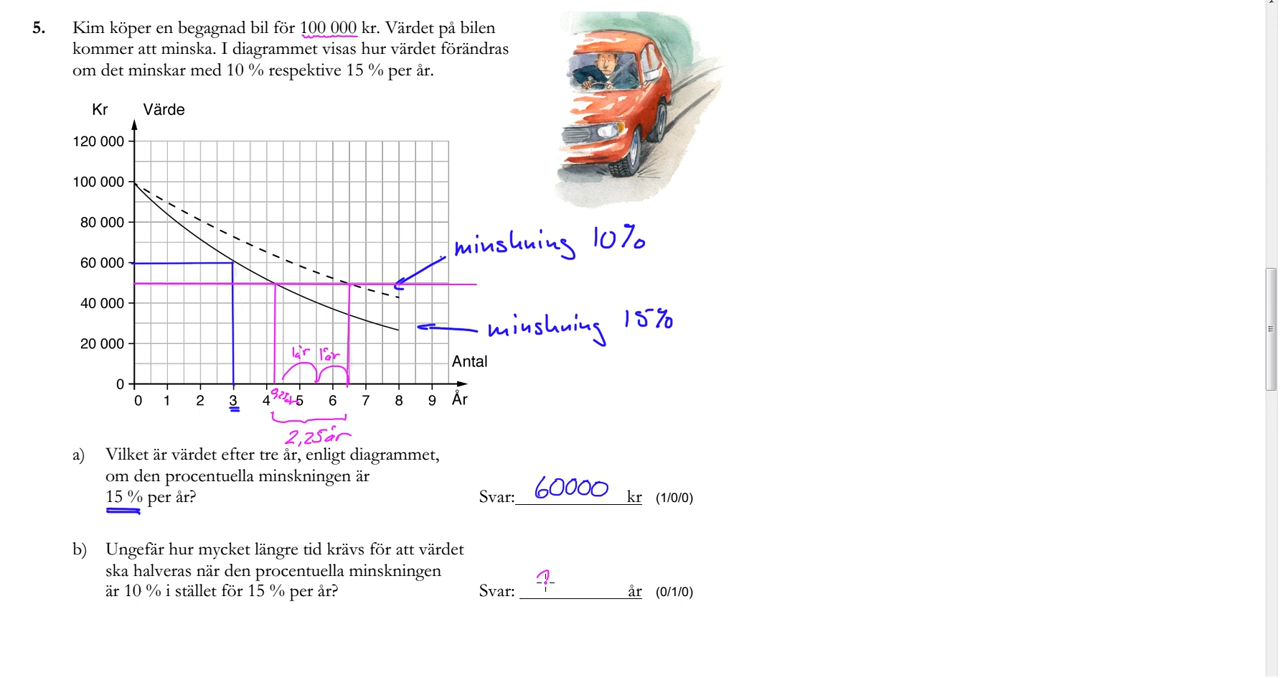 5. Kim köper en begagnad bil för 100 000 kr. Värdet på bilen
kommer att minska. I diagrammet visas hur värdet förändras
om det minskar med 10 % respektive 15 % per år.
Kr Värde
120 000
100 000
80 000
60 000
40 000
20 000
0
minskning 10%
minskning 15%
1år 1år
Antal
0 1 2 3 4 5 6 7 8 9 År
2,25år
a) Vilket är värdet efter tre år, enligt diagrammet,
om den procentuella minskningen är
15 % per år?
Svar: 60000 kr (1/0/0)
b) Ungefär hur mycket längre tid krävs för att värdet
ska halveras när den procentuella minskningen
är 10 % i stället för 15 % per år?
Svar: år (0/1/0)